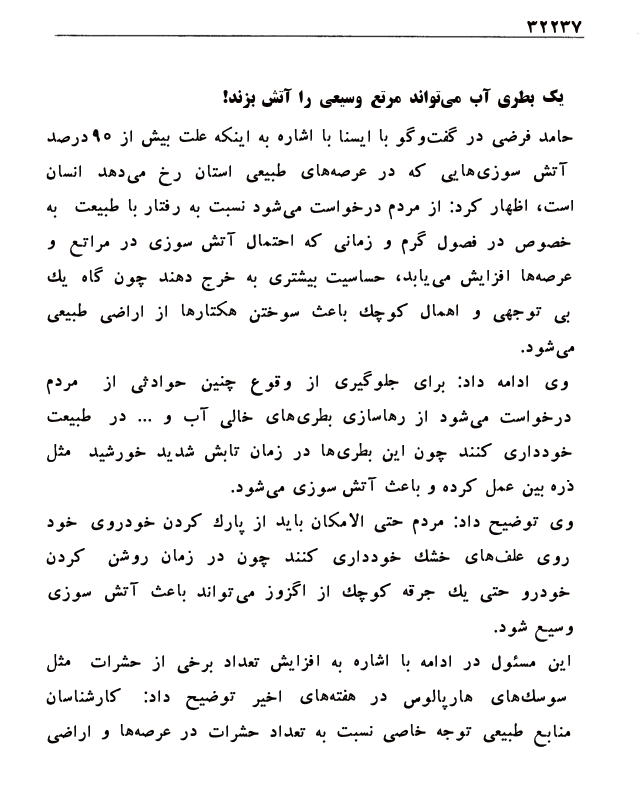 ۳۲۲۳۷
یک بطری آب می‌تواند مرتع وسیعی را آتش بزند!
حامد فرضی در گفت‌وگو با ایسنا با اشاره به اینکه علت بیش از ۹۰درصد
آتش سوزی‌هایی که در عرصه‌های طبیعی استان رخ می‌دهد انسان
است، اظهار کرد: از مردم درخواست می‌شود نسبت به رفتار با طبیعت به
خصوص در فصول گرم و زمانی که احتمال آتش سوزی در مراتع و
عرصه‌ها افزایش می‌یابد، حساسیت بیشتری به خرج دهند چون گاه یك
بی توجهی و اهمال کوچك باعث سوختن هکتارها از اراضی طبیعی
می‌شود.
وی ادامه داد: برای جلوگیری از وقوع چنین حوادثی از مردم
درخواست می‌شود از رهاسازی بطری‌های خالی آب و ... در طبیعت
خودداری کنند چون این بطری‌ها در زمان تابش شدید خورشید مثل
ذره بین عمل کرده و باعث آتش سوزی می‌شود.
وی توضیح داد: مردم حتی الامکان باید از پارك کردن خودروی خود
روی علف‌های خشك خودداری کنند چون در زمان روشن کردن
خودرو حتی یك جرقه کوچك از اگزوز می‌تواند باعث آتش سوزی
وسیع شود.
این مسئول در ادامه با اشاره به افزایش تعداد برخی از حشرات مثل
سوسك‌های هارپالوس در هفته‌های اخیر توضیح داد: کارشناسان
منابع طبیعی توجه خاصی نسبت به تعداد حشرات در عرصه‌ها و اراضی